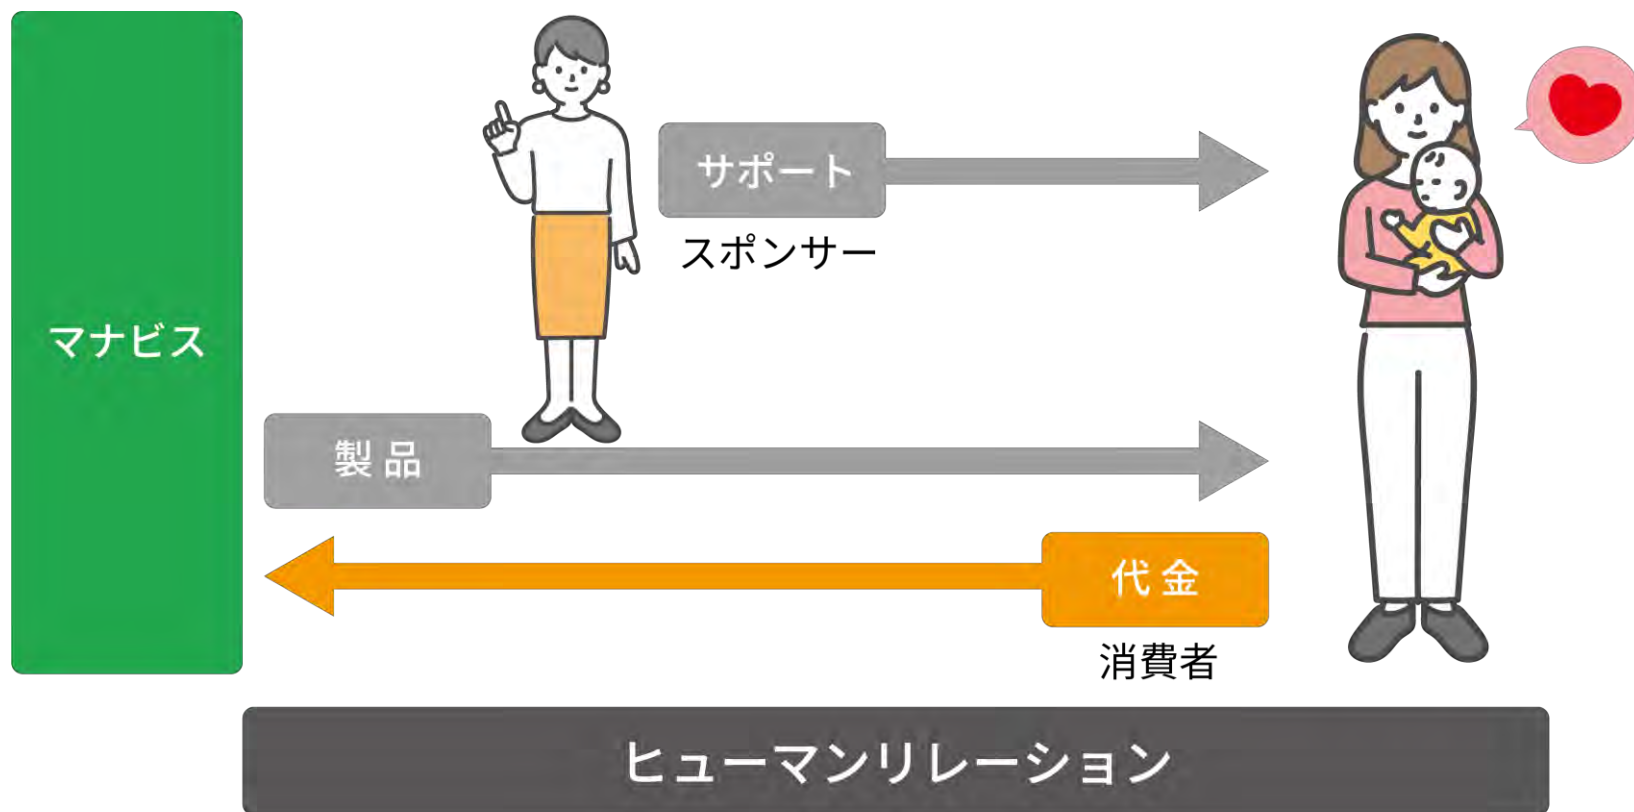 マナビス
サポート
スポンサー
製品
代金
消費者
ヒューマンリレーション